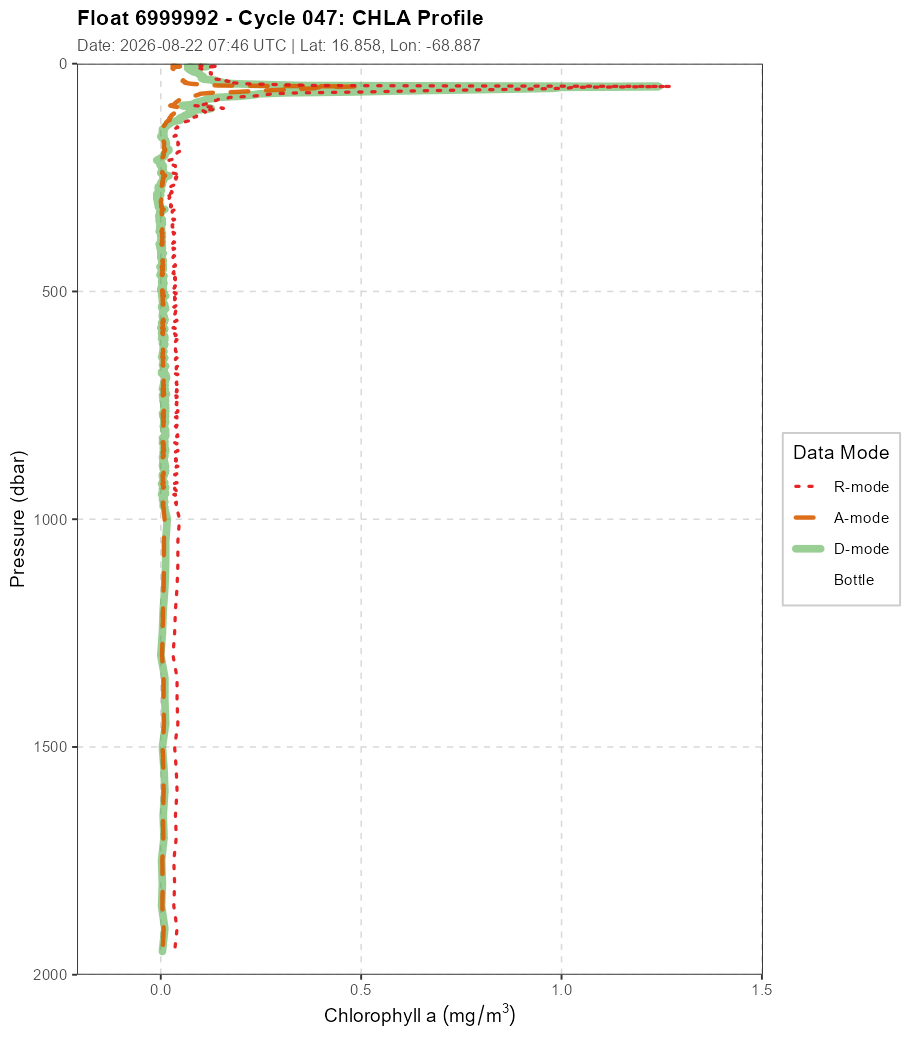 Float 6999992 - Cycle 047: CHLA Profile
Date: 2026-08-22 07:46 UTC | Lat: 16.858, Lon: -68.887
0
500
1000
1500
2000
Pressure (dbar)
0.0
0.5
1.0
1.5
Chlorophyll a (mg/m³)
Data Mode
R-mode
A-mode
D-mode
Bottle